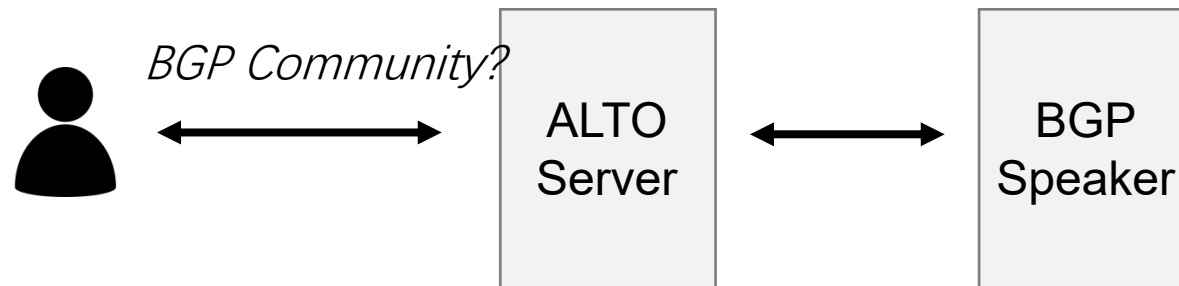 BGP Community?
ALTO
Server
BGP
Speaker